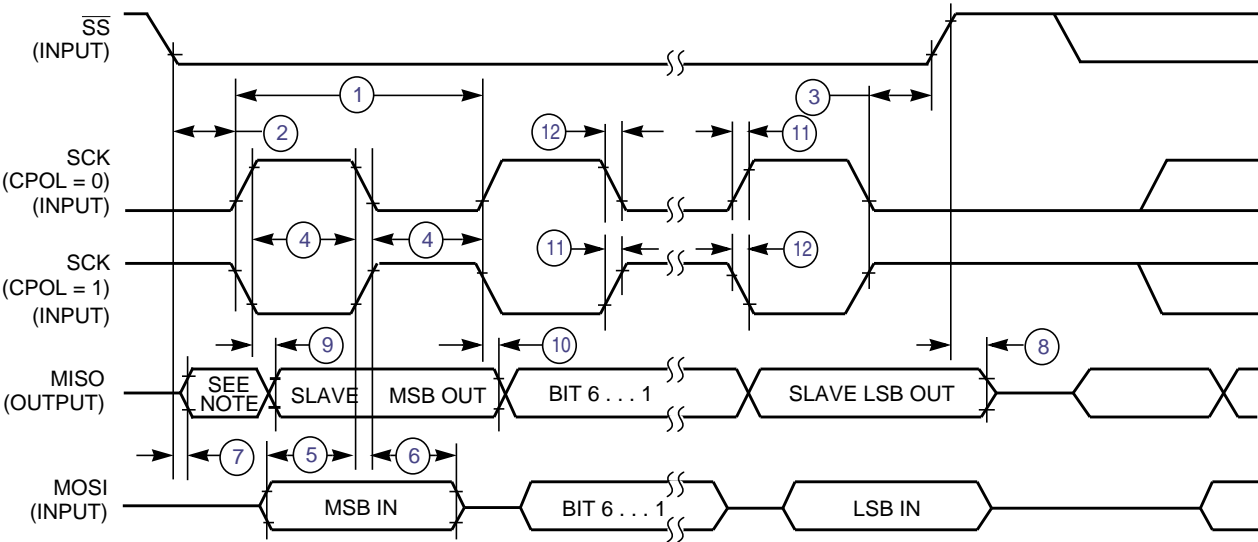 SS
(INPUT)
1
3
2
12
11
SCK
(CPOL = 0)
(INPUT)
4
4
11
12
SCK
(CPOL = 1)
(INPUT)
9
10
8
MISO
(OUTPUT)
SEE
NOTE
SLAVE
MSB OUT
BIT 6 . . . 1
SLAVE LSB OUT
7
5
6
MOSI
(INPUT)
MSB IN
BIT 6 . . . 1
LSB IN